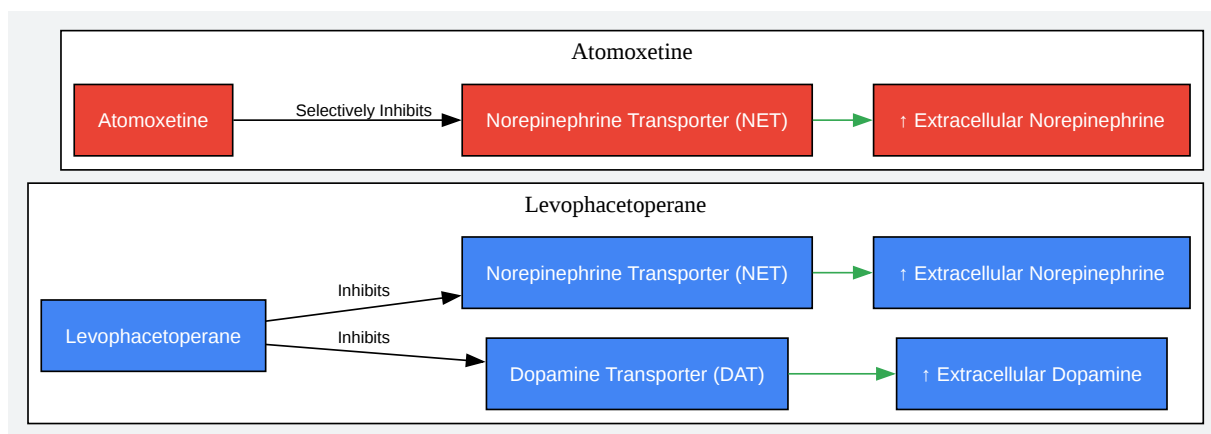 Atomoxetine
Atomoxetine
Selectively Inhibits
Norepinephrine Transporter (NET)
↑ Extracellular Norepinephrine
Levophacetoperane
Levophacetoperane
Inhibits
Norepinephrine Transporter (NET)
↑ Extracellular Norepinephrine
Inhibits
Dopamine Transporter (DAT)
↑ Extracellular Dopamine